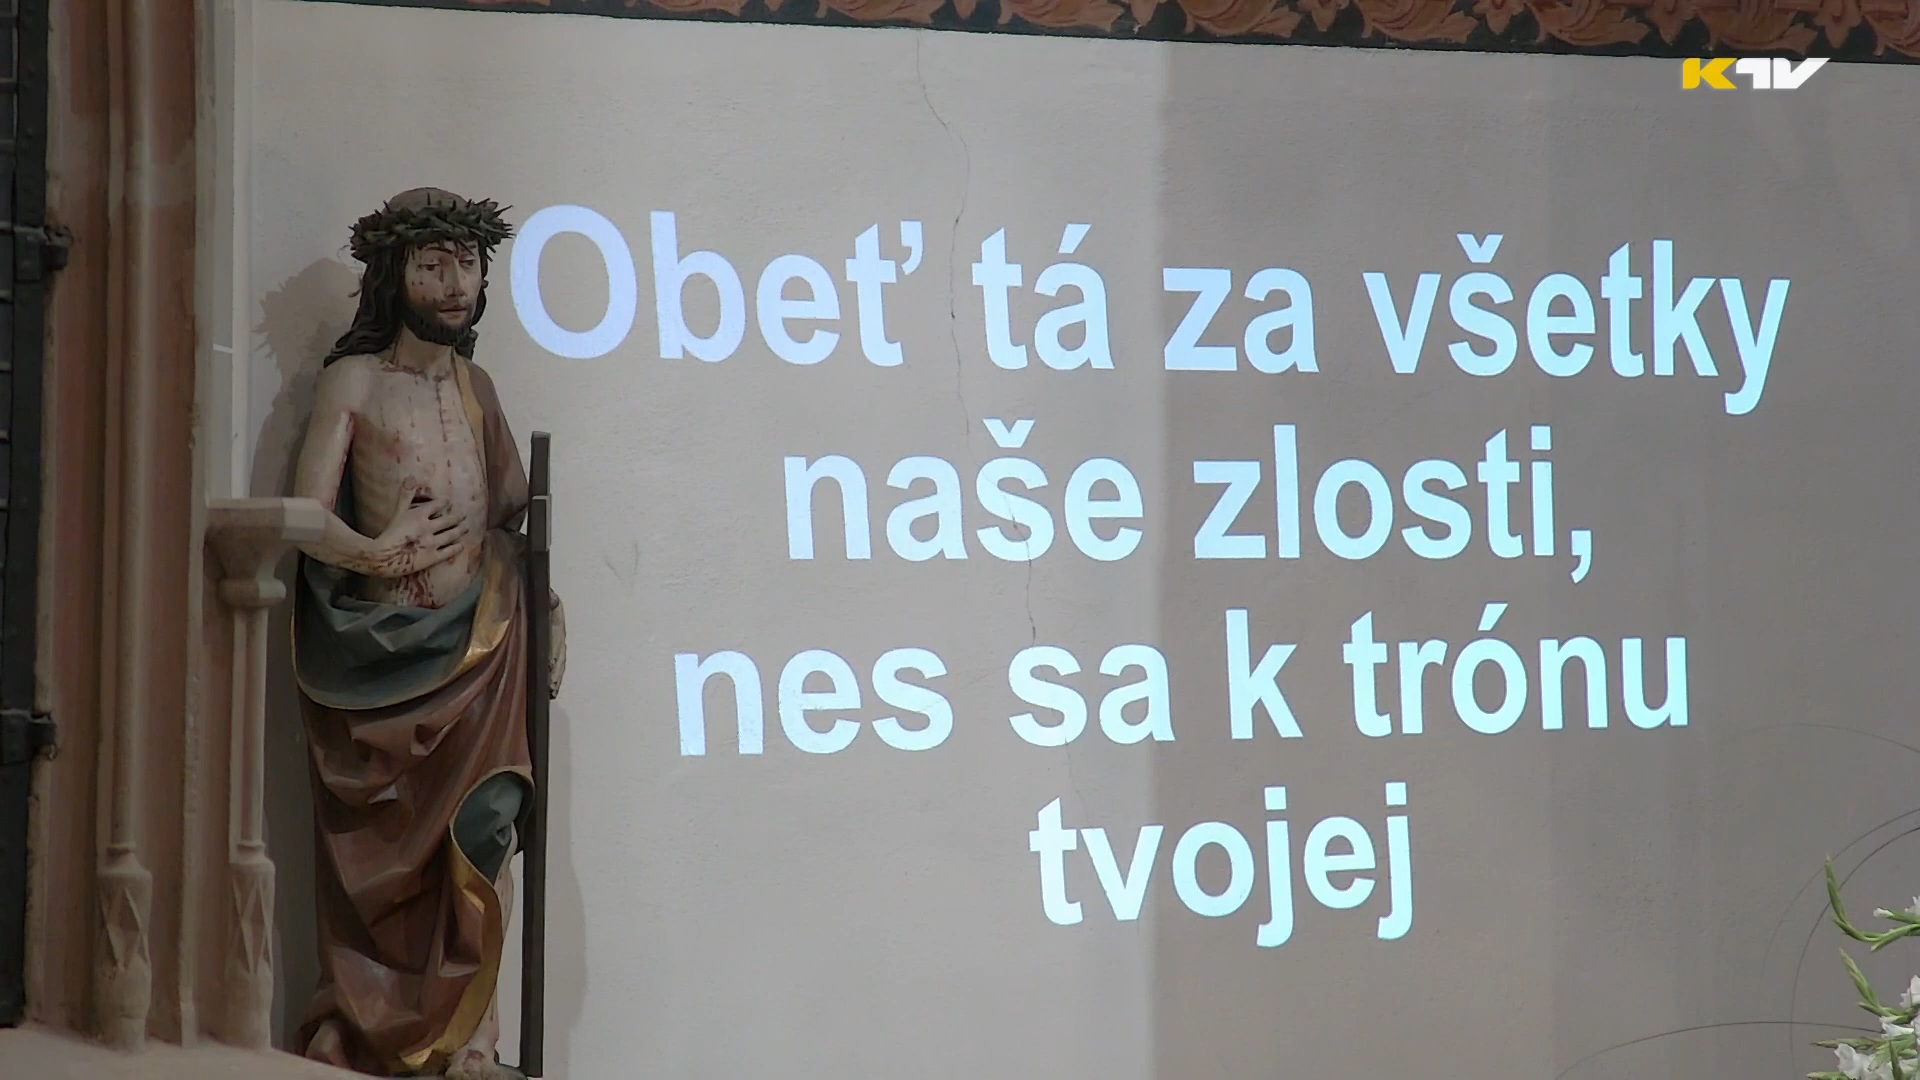 KTV
Obeť tá za všetky
naše zlosti,
nes sa k trónu
tvojej